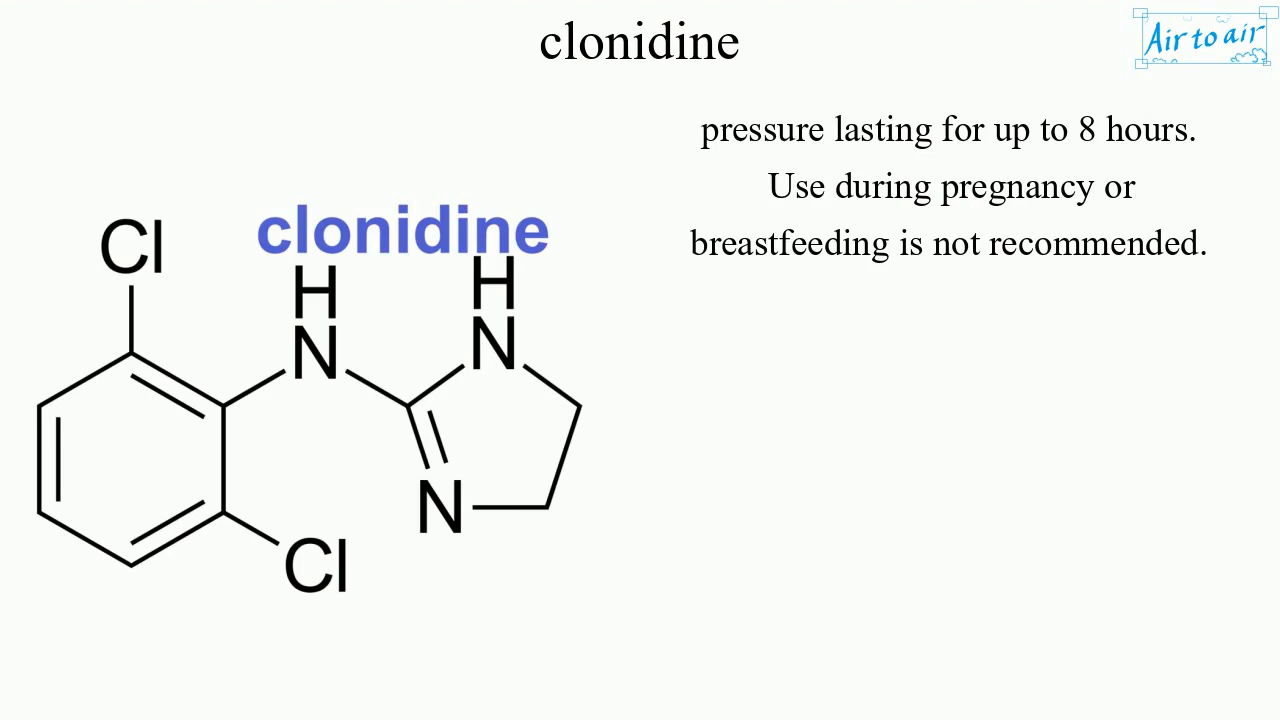 clonidine
Air to air
pressure lasting for up to 8 hours.
Use during pregnancy or
breastfeeding is not recommended.
clonidine
Cl
H
N
H
N
N
Cl